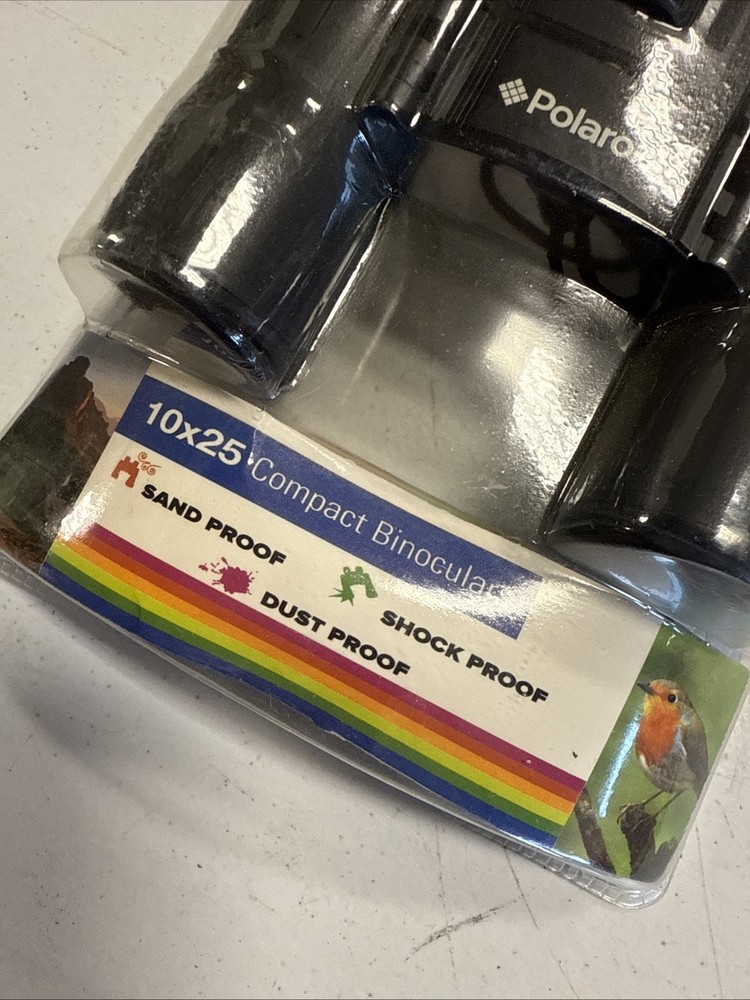 Polaro
10x25 Compact Binocular
SAND PROOF
DUST PROOF
SHOCK PROOF